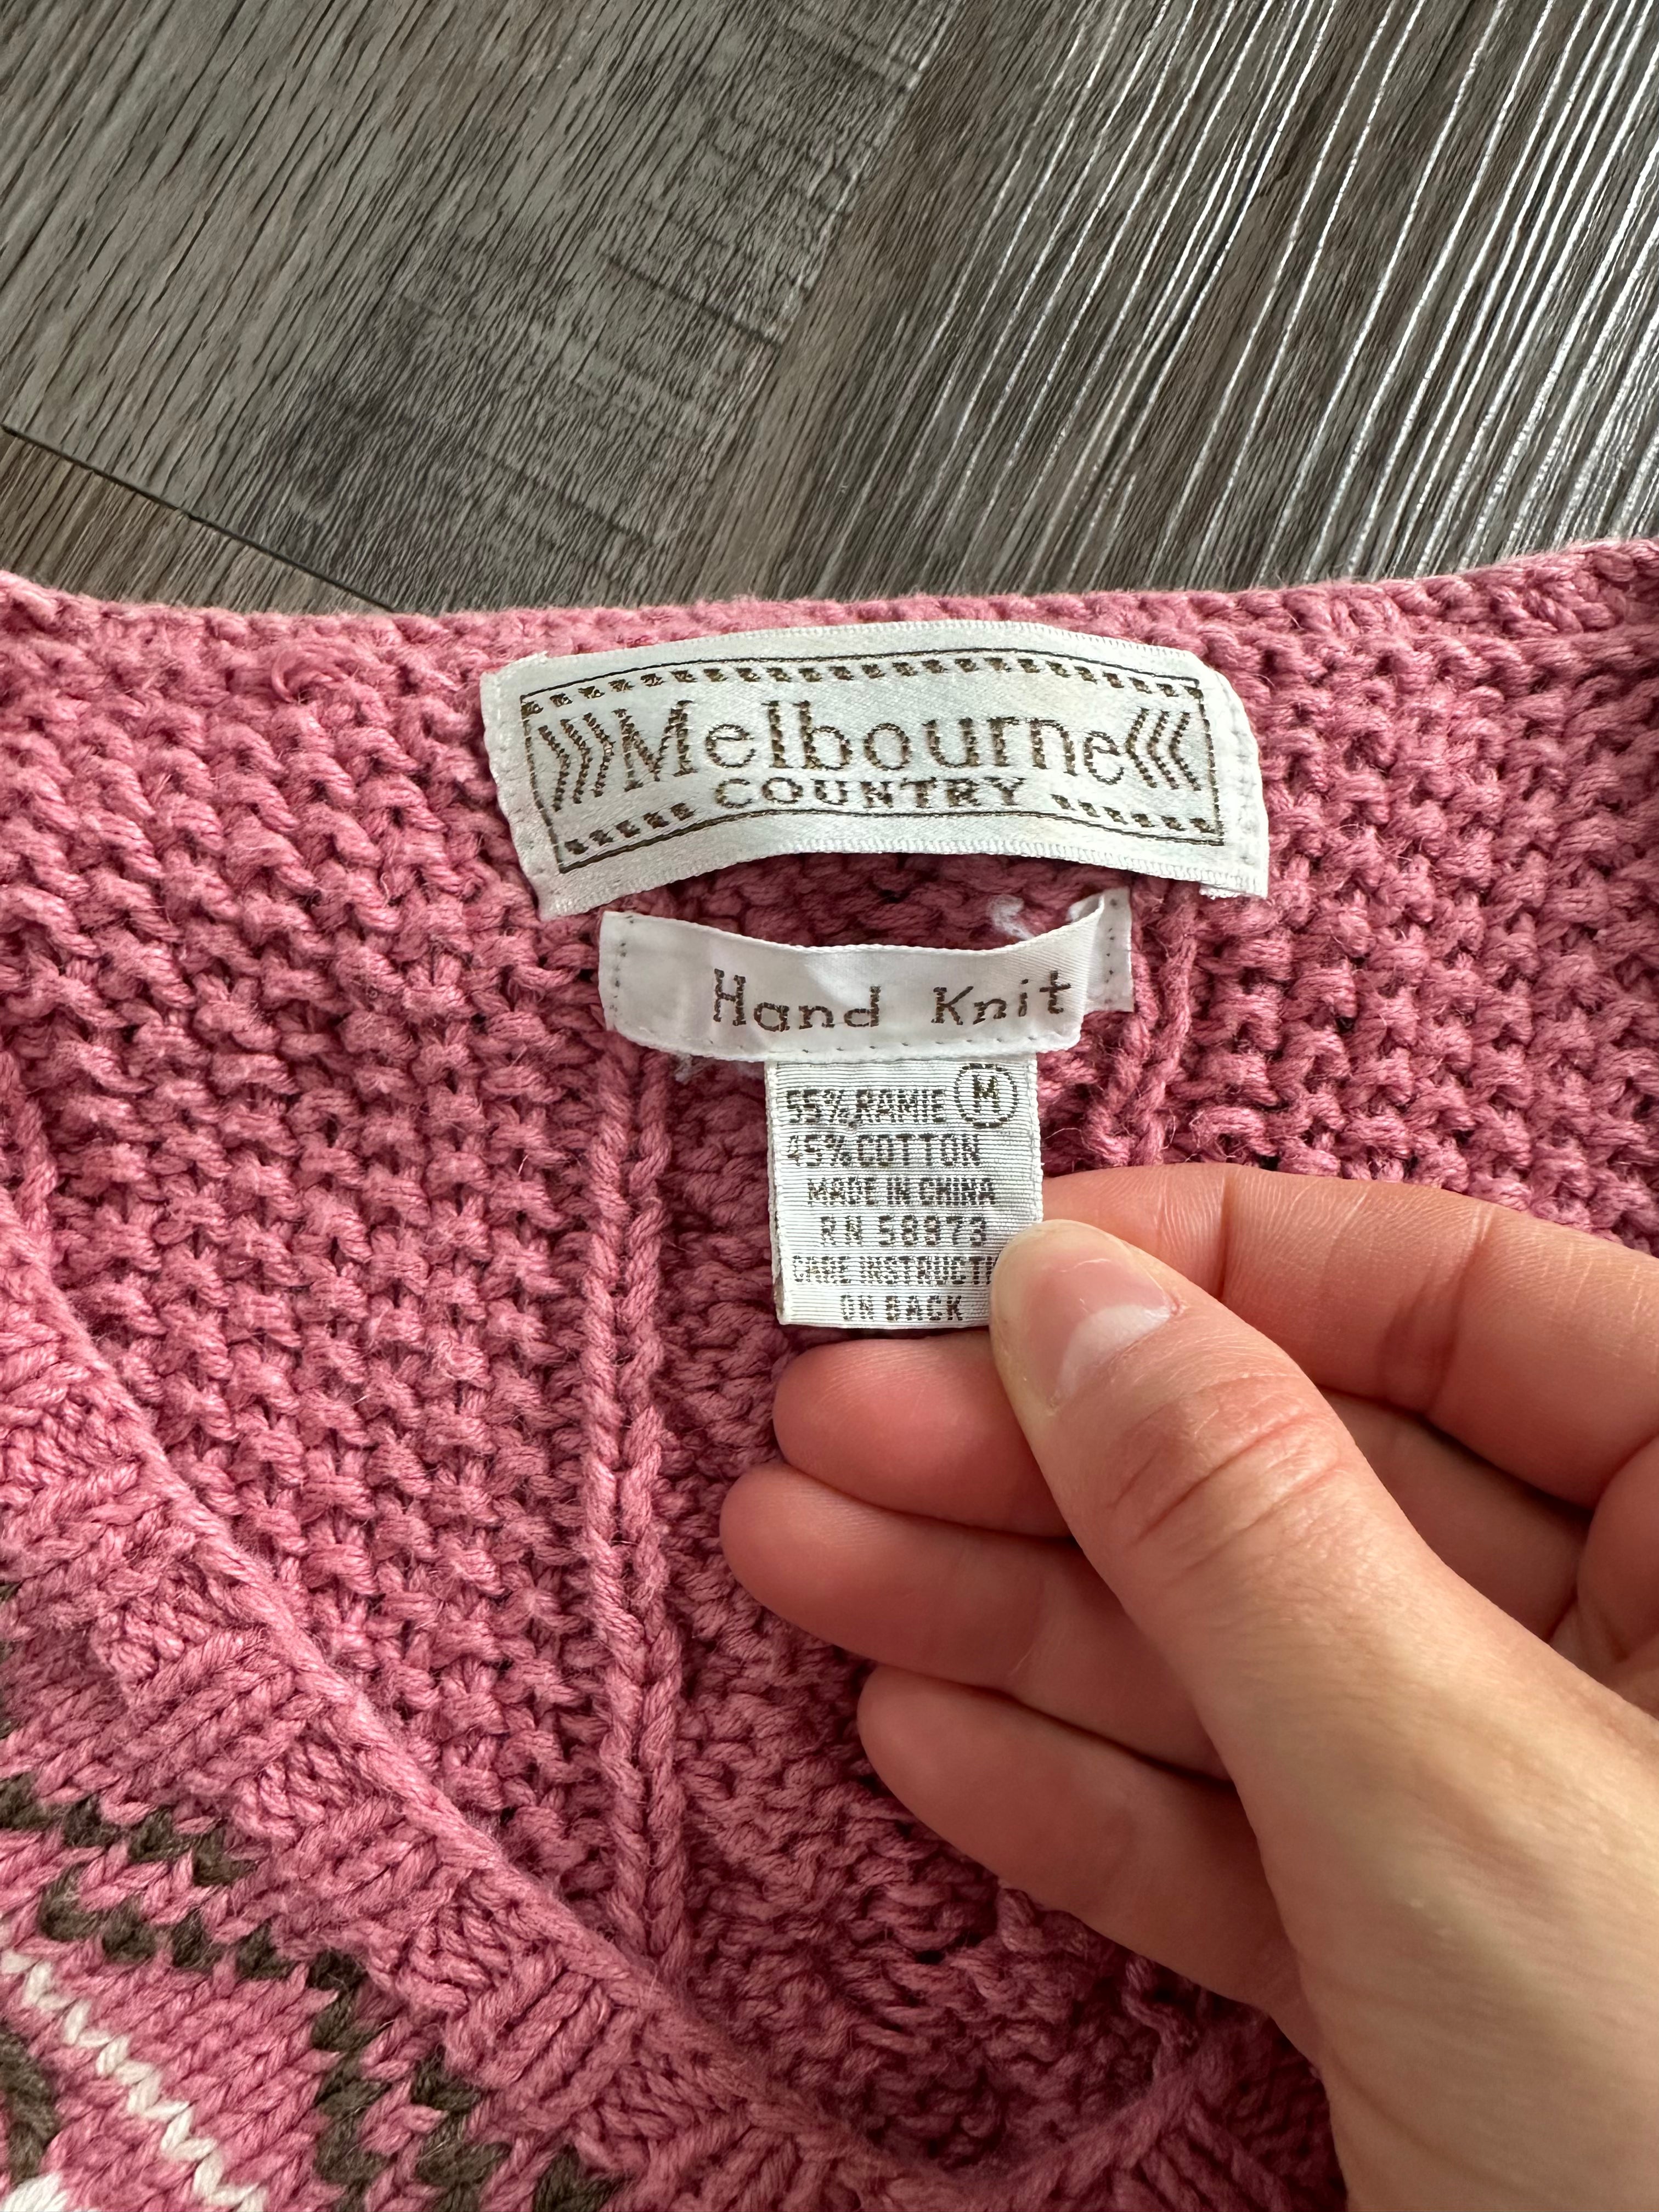 Melbourne
COUNTRY
Hand Knit
55% RAMIE M
45% COTTON
MADE IN CHINA
RN 58973
CARE INSTRUCTI
ON BACK